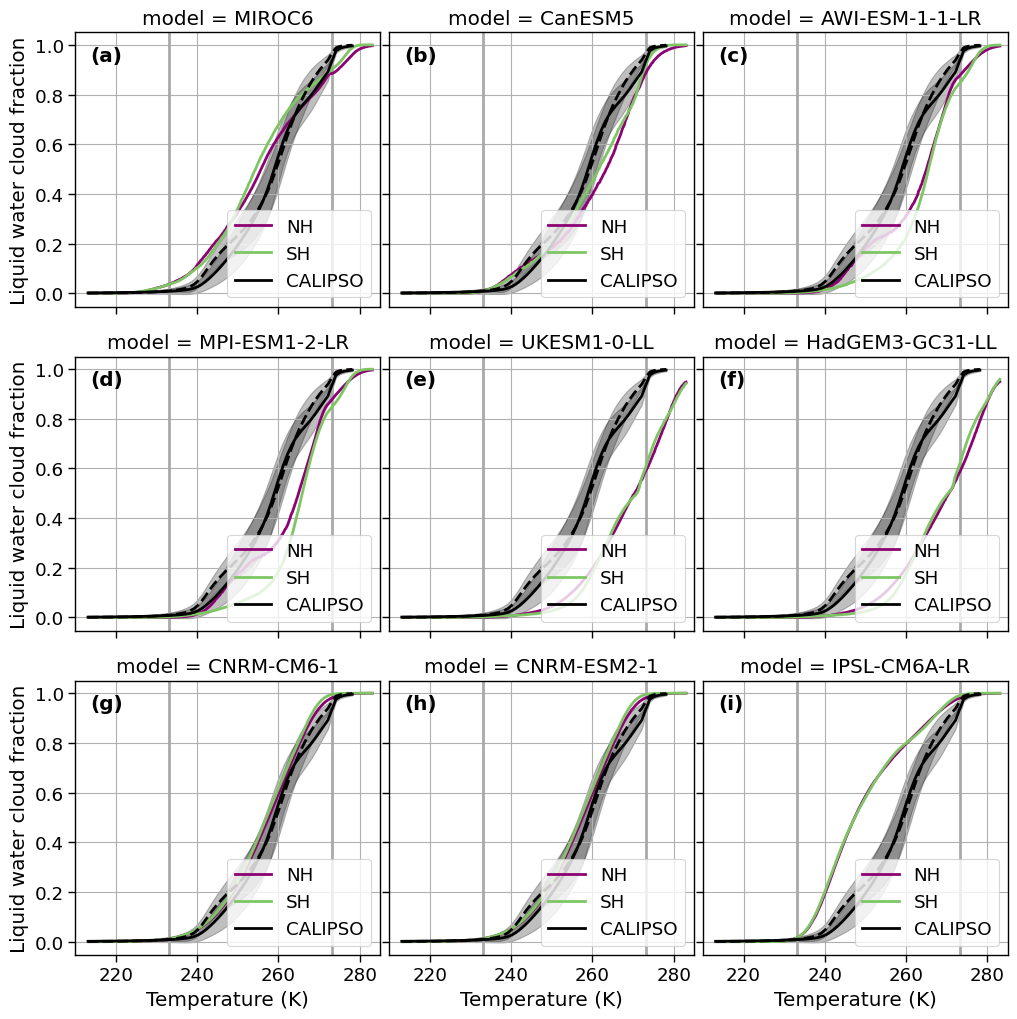 model = MIROC6
model = CanESM5
model = AWI-ESM-1-1-LR
(a)
(b)
(c)
Liquid water cloud fraction
1.0
0.8
0.6
0.4
0.2
0.0
NH
SH
CALIPSO
NH
SH
CALIPSO
NH
SH
CALIPSO
model = MPI-ESM1-2-LR
model = UKESM1-0-LL
model = HadGEM3-GC31-LL
(d)
(e)
(f)
Liquid water cloud fraction
1.0
0.8
0.6
0.4
0.2
0.0
NH
SH
CALIPSO
NH
SH
CALIPSO
NH
SH
CALIPSO
model = CNRM-CM6-1
model = CNRM-ESM2-1
model = IPSL-CM6A-LR
(g)
(h)
(i)
Liquid water cloud fraction
1.0
0.8
0.6
0.4
0.2
0.0
NH
SH
CALIPSO
NH
SH
CALIPSO
NH
SH
CALIPSO
220 240 260 280
220 240 260 280
220 240 260 280
Temperature (K)
Temperature (K)
Temperature (K)